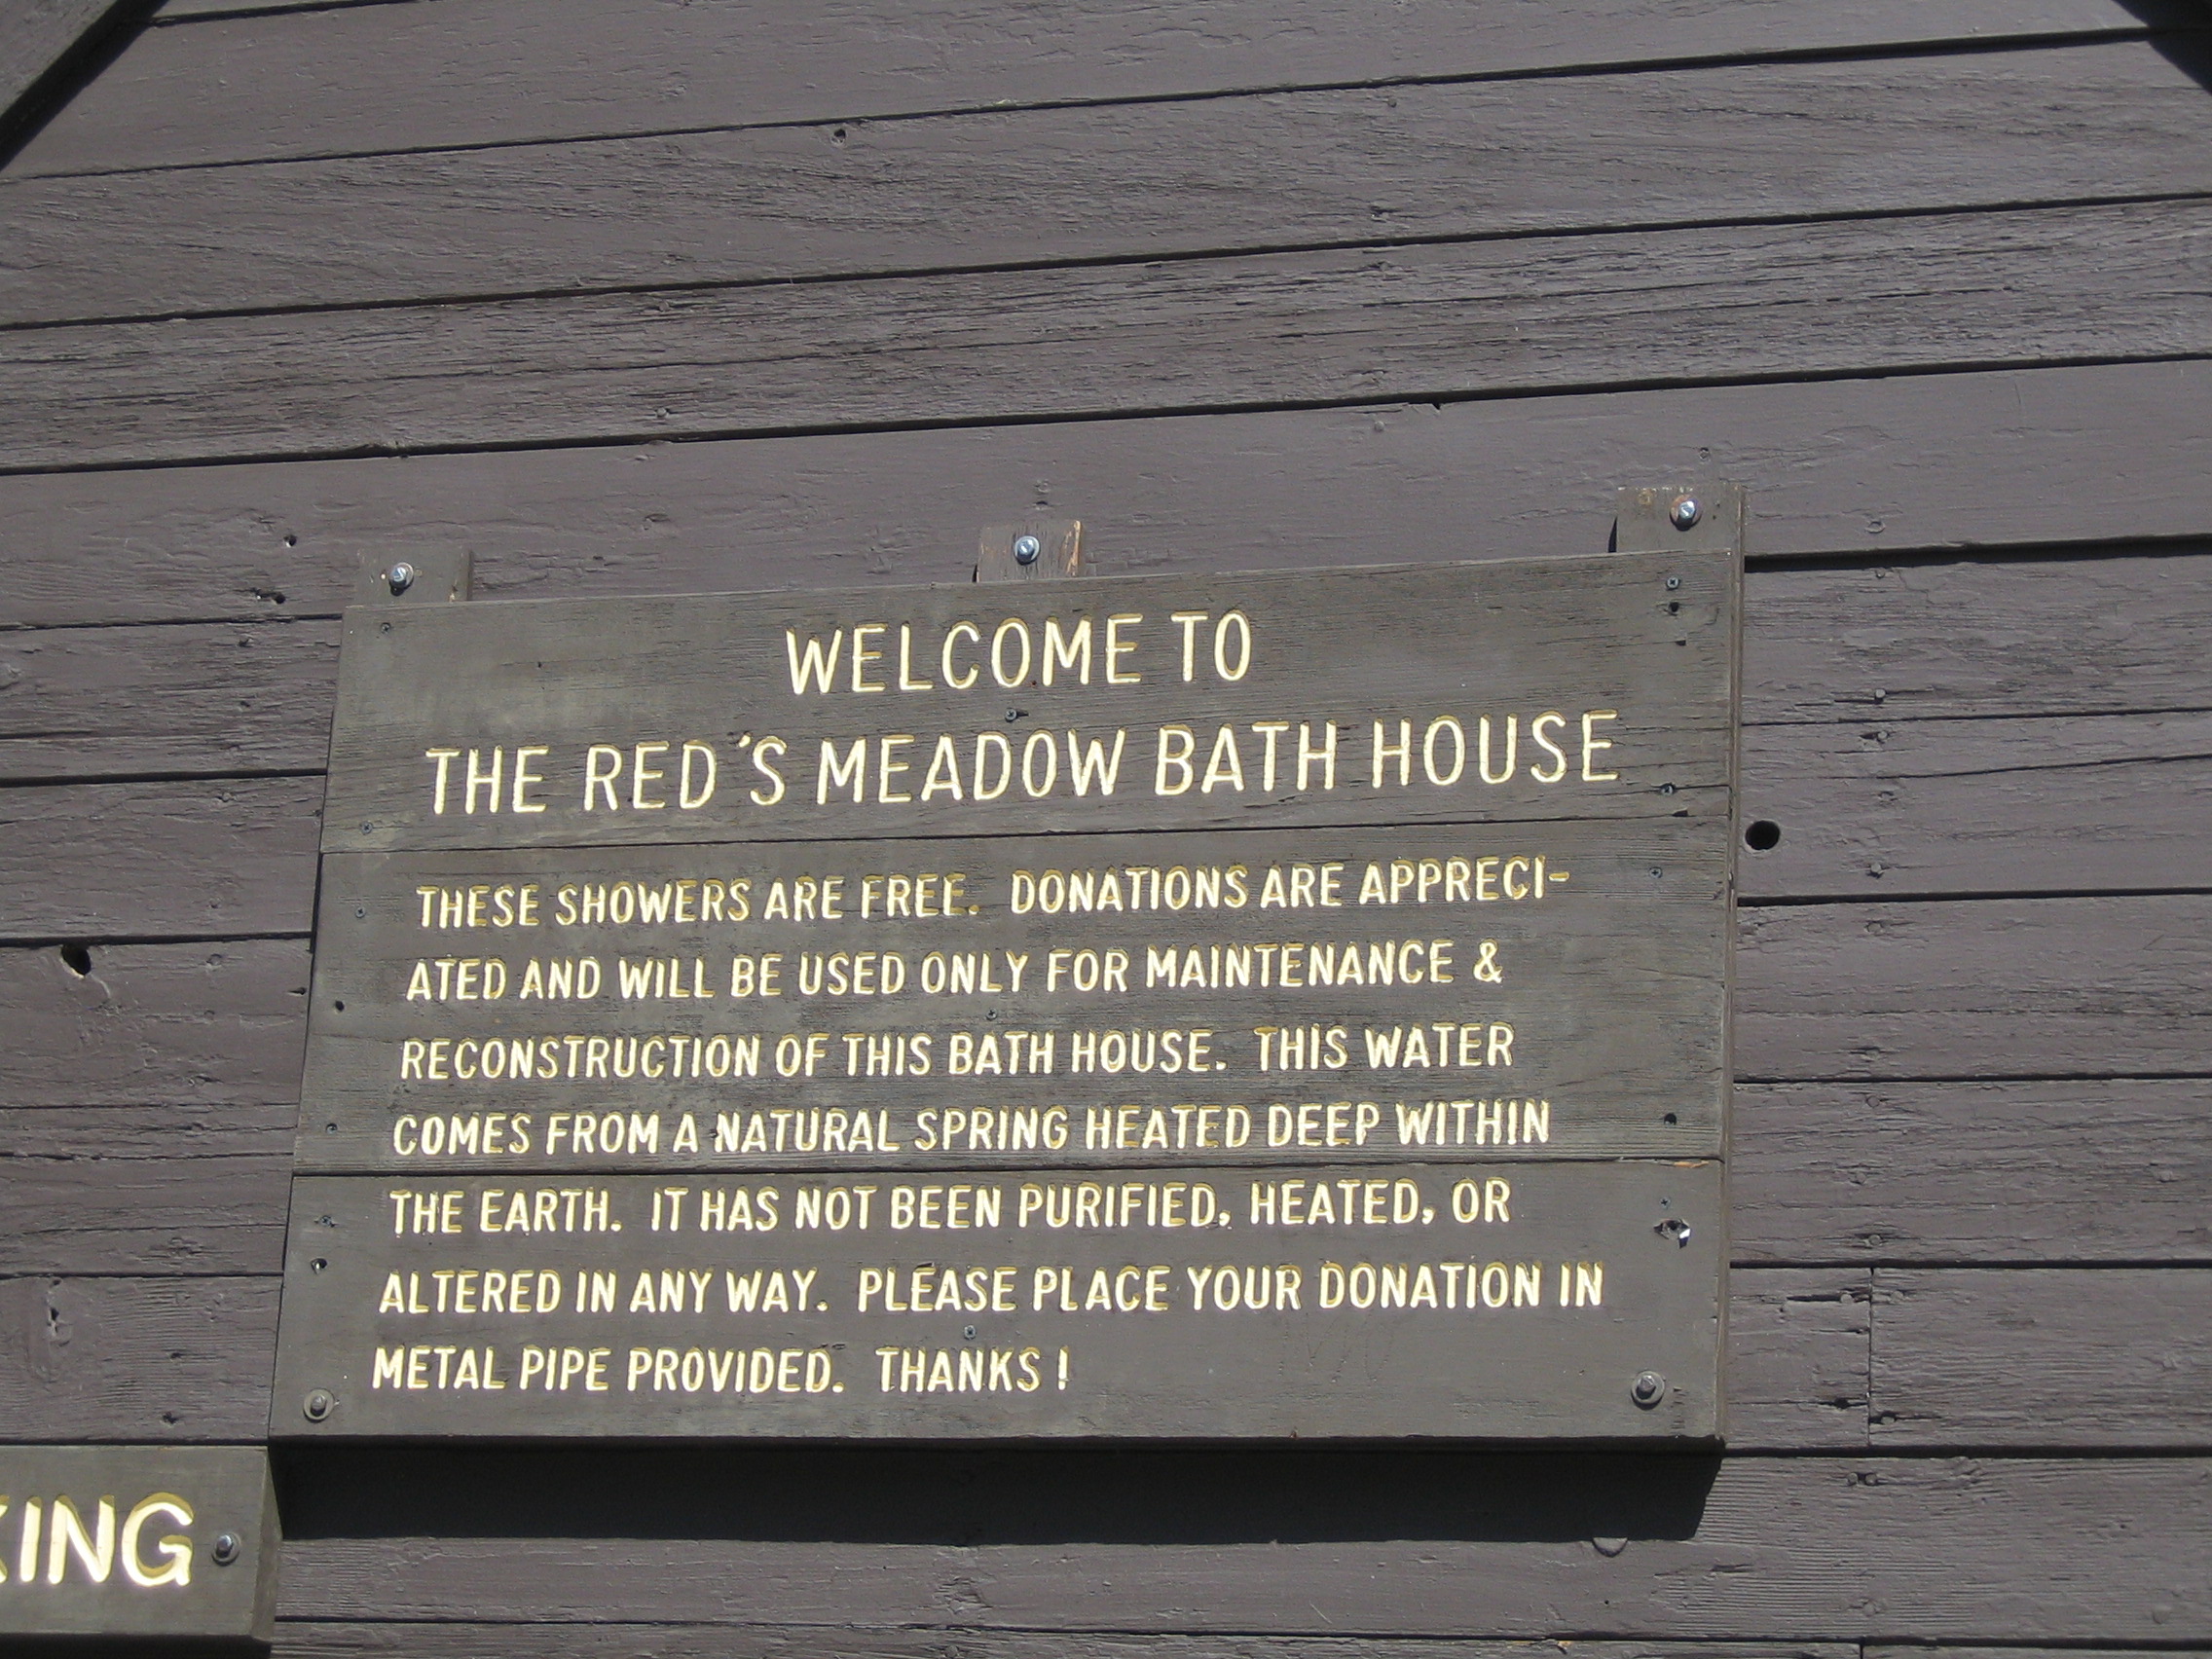 WELCOME TO
THE RED'S MEADOW BATH HOUSE
THESE SHOWERS ARE FREE. DONATIONS ARE APPRECI-
ATED AND WILL BE USED ONLY FOR MAINTENANCE &
RECONSTRUCTION OF THIS BATH HOUSE. THIS WATER
COMES FROM A NATURAL SPRING HEATED DEEP WITHIN
THE EARTH. IT HAS NOT BEEN PURIFIED, HEATED, OR
ALTERED IN ANY WAY. PLEASE PLACE YOUR DONATION IN
METAL PIPE PROVIDED. THANKS!